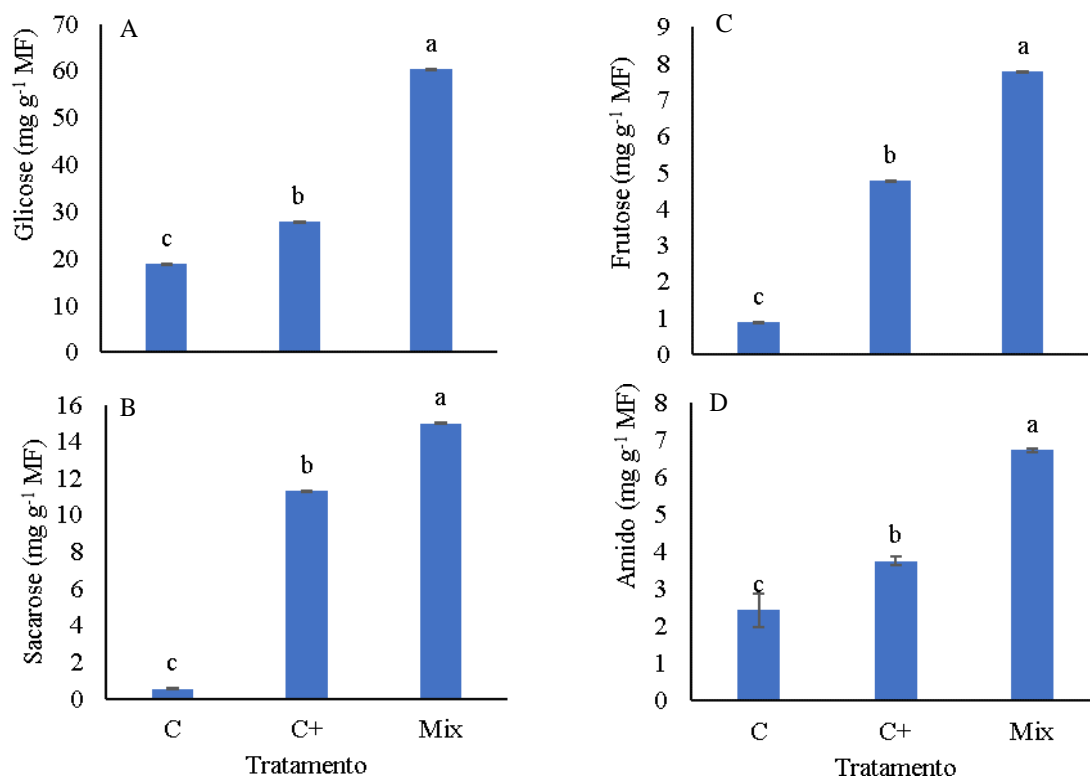 A
Glicose (mg g⁻¹ MF)
70
60
50
40
30
20
10
0
c
b
a
C
Frutose (mg g⁻¹ MF)
9
8
7
6
5
4
3
2
1
0
c
b
a
B
Sacarose (mg g⁻¹ MF)
16
14
12
10
8
6
4
2
0
c
b
a
C
C+
Mix
Tratamento
D
Amido (mg g⁻¹ MF)
8
7
6
5
4
3
2
1
0
c
b
a
C
C+
Mix
Tratamento